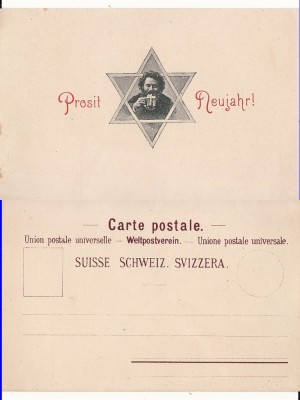 Prosit Neujahr!
— Carte postale. —
Union postale universelle — Weltpostverein. — Unione postale universale.
SUISSE SCHWEIZ. SVIZZERA.